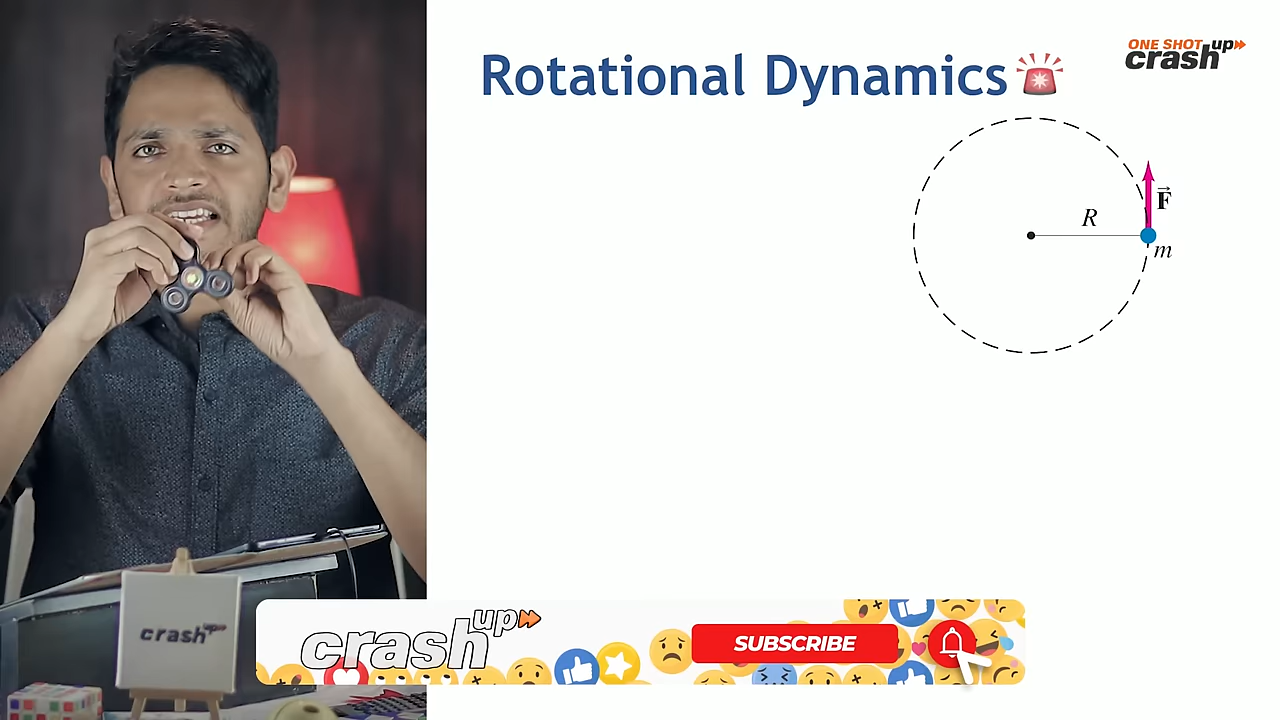 Rotational Dynamics
ONE SHOT
crash up
R
F
m
crash up
crash up
SUBSCRIBE